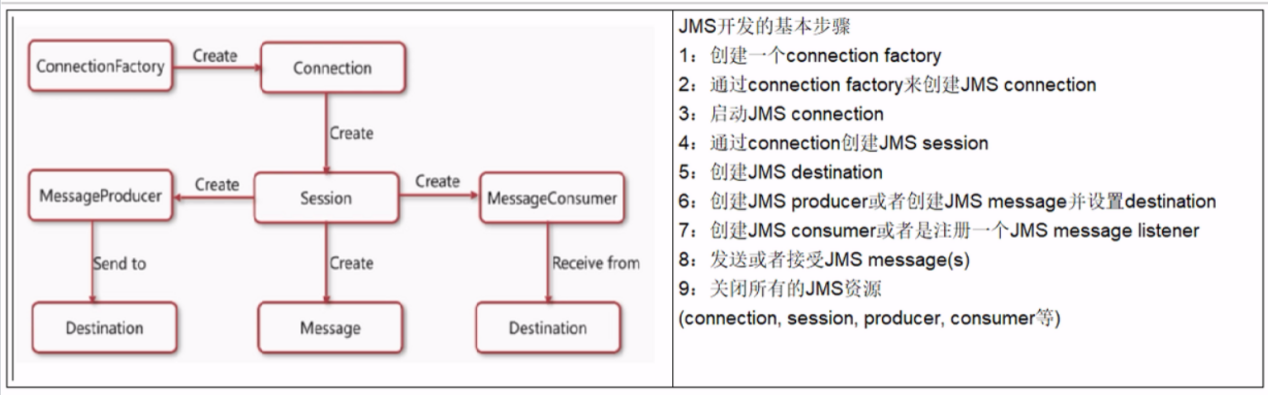 ConnectionFactory
Create
Connection
Create
MessageProducer
Create
Session
Create
MessageConsumer
Send to
Create
Receive from
Destination
Message
Destination
JMS开发的基本步骤
1：创建一个connection factory
2：通过connection factory来创建JMS connection
3：启动JMS connection
4：通过connection创建JMS session
5：创建JMS destination
6：创建JMS producer或者创建JMS message并设置destination
7：创建JMS consumer或者是注册一个JMS message listener
8：发送或者接受JMS message(s)
9：关闭所有的JMS资源
(connection, session, producer, consumer等)